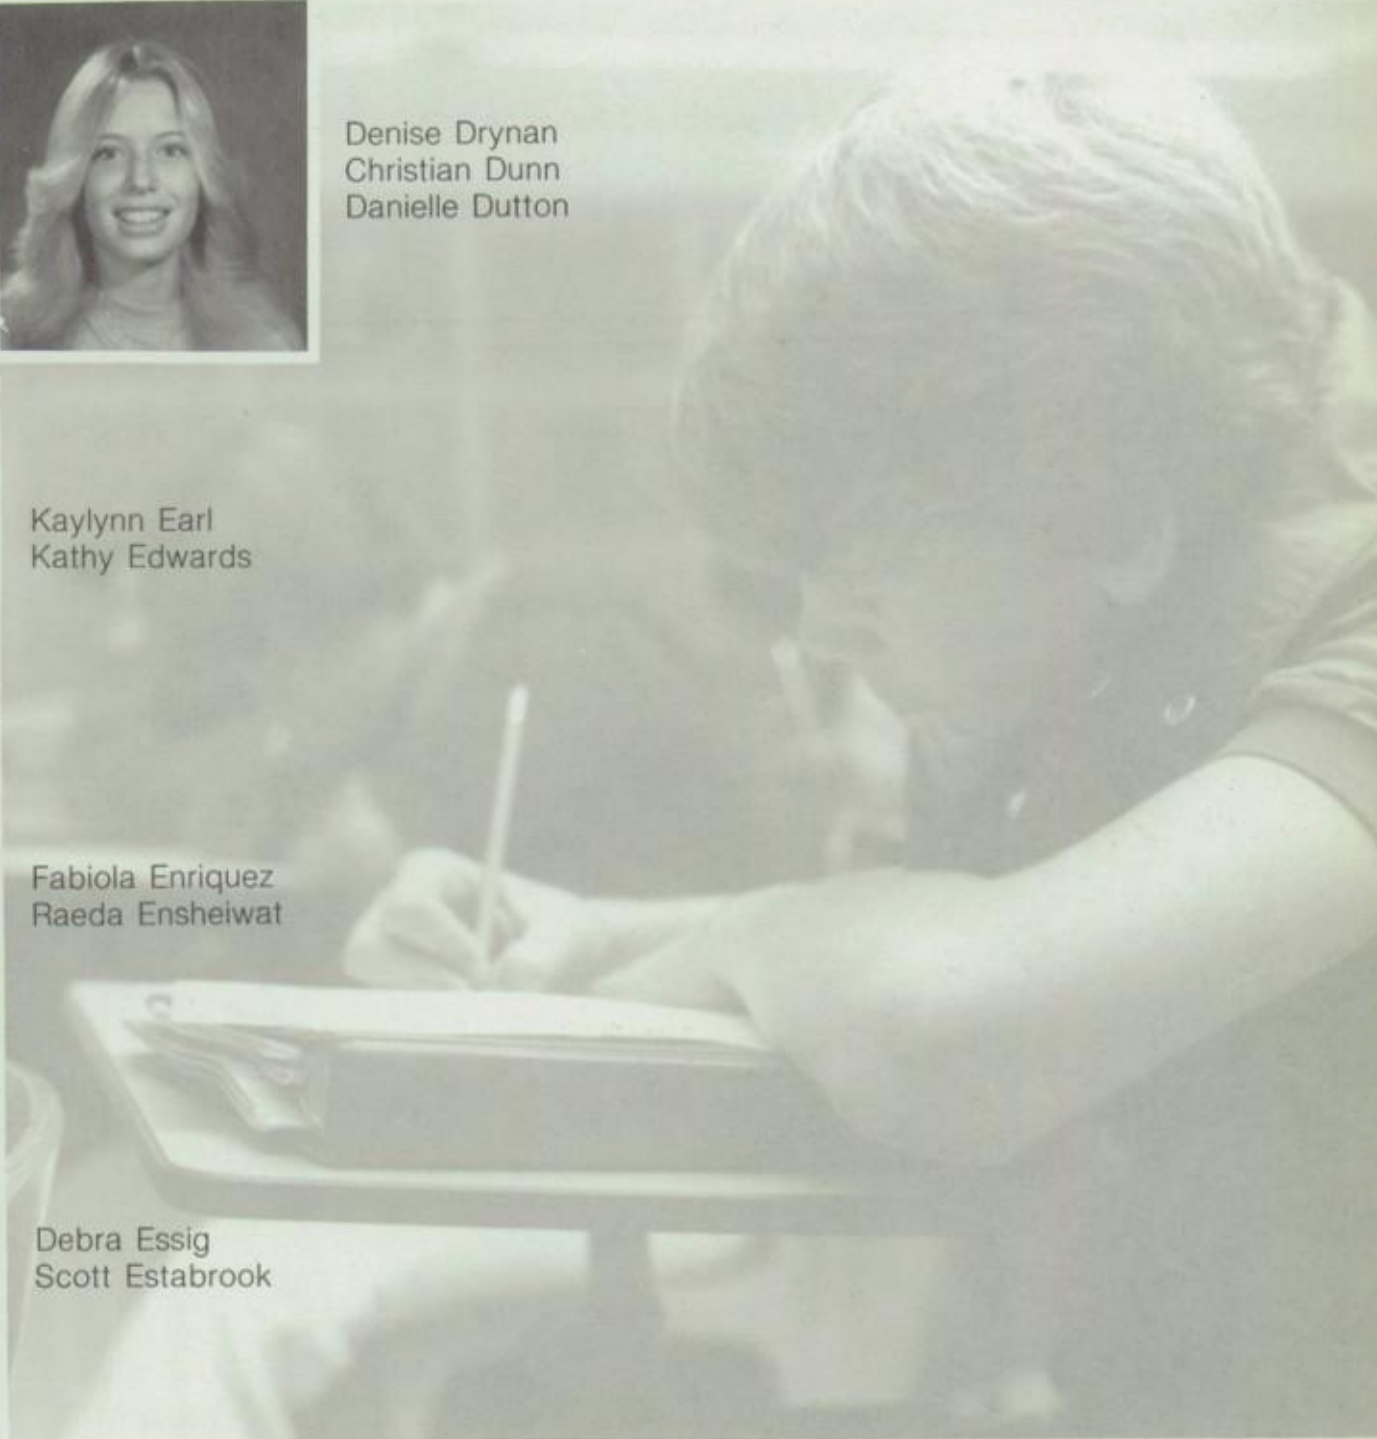 Denise Drynan
Christian Dunn
Danielle Dutton
Kaylynn Earl
Kathy Edwards
Fabiola Enriquez
Raeda Ensheiwat
Debra Essig
Scott Estabrook